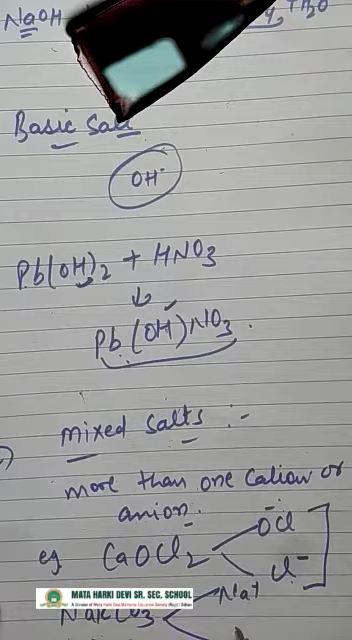 NaOH
H2O
Basic Salt
OH-
Pb(OH)2 + HNO3
↓
Pb(OH)NO3.
Mixed Salts :-
more than one Cation or
anion.
OCl-
eg CaOCl2
Cl-
MATA HARKI DEVI SR. SEC. SCHOOL
Na+